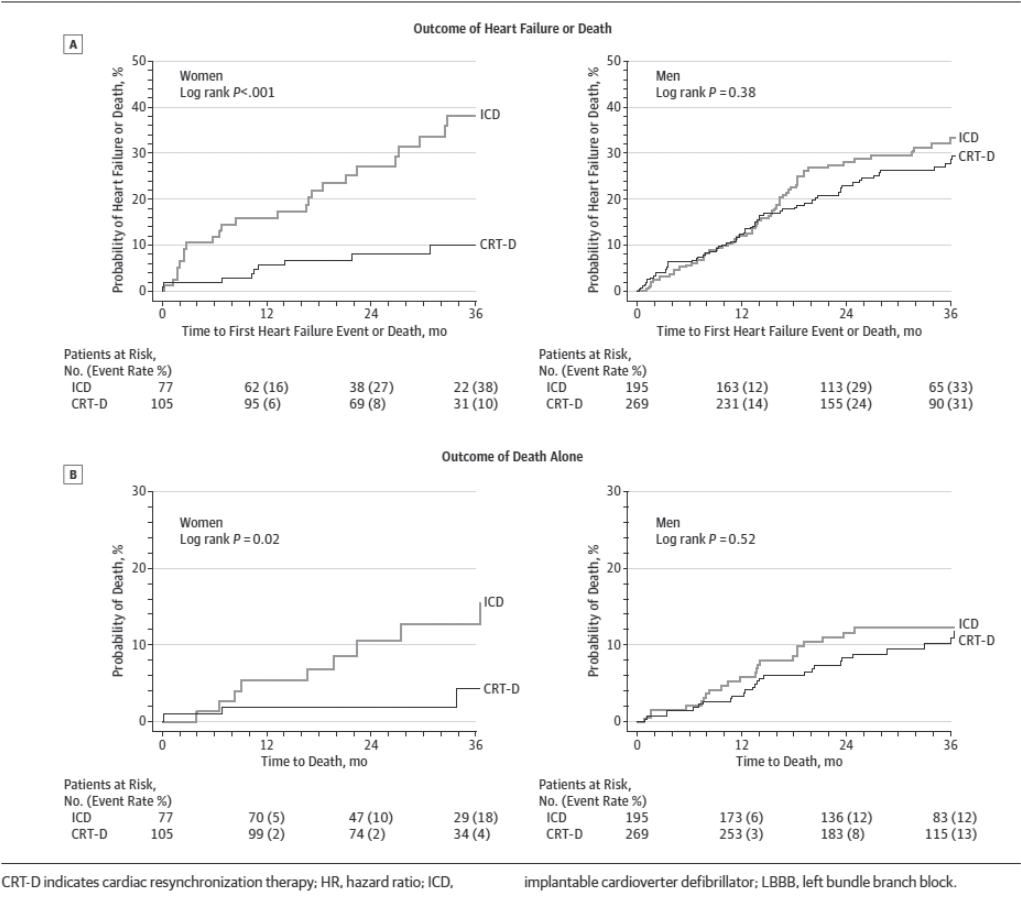 Outcome of Heart Failure or Death
A
Women
Log rank P<.001
Probability of Heart Failure or Death, %
50
40
30
20
10
0
ICD
CRT-D
0 12 24 36
Time to First Heart Failure Event or Death, mo
Patients at Risk,
No. (Event Rate %)
ICD 77 62 (16) 38 (27) 22 (38)
CRT-D 105 95 (6) 69 (8) 31 (10)
Men
Log rank P = 0.38
Probability of Heart Failure or Death, %
50
40
30
20
10
0
ICD
CRT-D
0 12 24 36
Time to First Heart Failure Event or Death, mo
Patients at Risk,
No. (Event Rate %)
ICD 195 163 (12) 113 (29) 65 (33)
CRT-D 269 231 (14) 155 (24) 90 (31)
Outcome of Death Alone
B
Women
Log rank P = 0.02
Probability of Death, %
30
20
10
0
ICD
CRT-D
0 12 24 36
Time to Death, mo
Patients at Risk,
No. (Event Rate %)
ICD 77 70 (5) 47 (10) 29 (18)
CRT-D 105 99 (2) 74 (2) 34 (4)
Men
Log rank P = 0.52
Probability of Death, %
30
20
10
0
ICD
CRT-D
0 12 24 36
Time to Death, mo
Patients at Risk,
No. (Event Rate %)
ICD 195 173 (6) 136 (12) 83 (12)
CRT-D 269 253 (3) 183 (8) 115 (13)
CRT-D indicates cardiac resynchronization therapy; HR, hazard ratio; ICD,
implantable cardioverter defibrillator; LBBB, left bundle branch block.